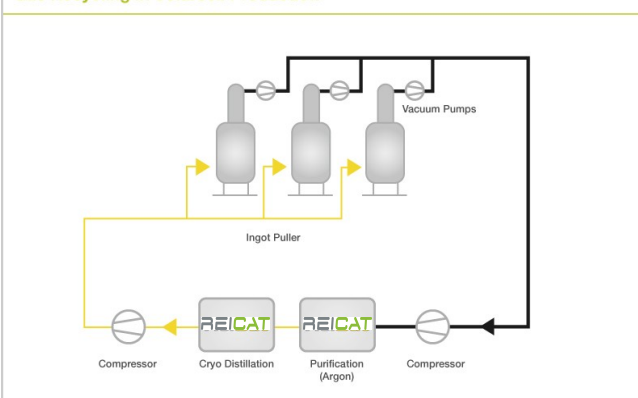 Vacuum Pumps
Ingot Puller
REICAT
REICAT
Compressor
Cryo Distillation
Purification
(Argon)
Compressor